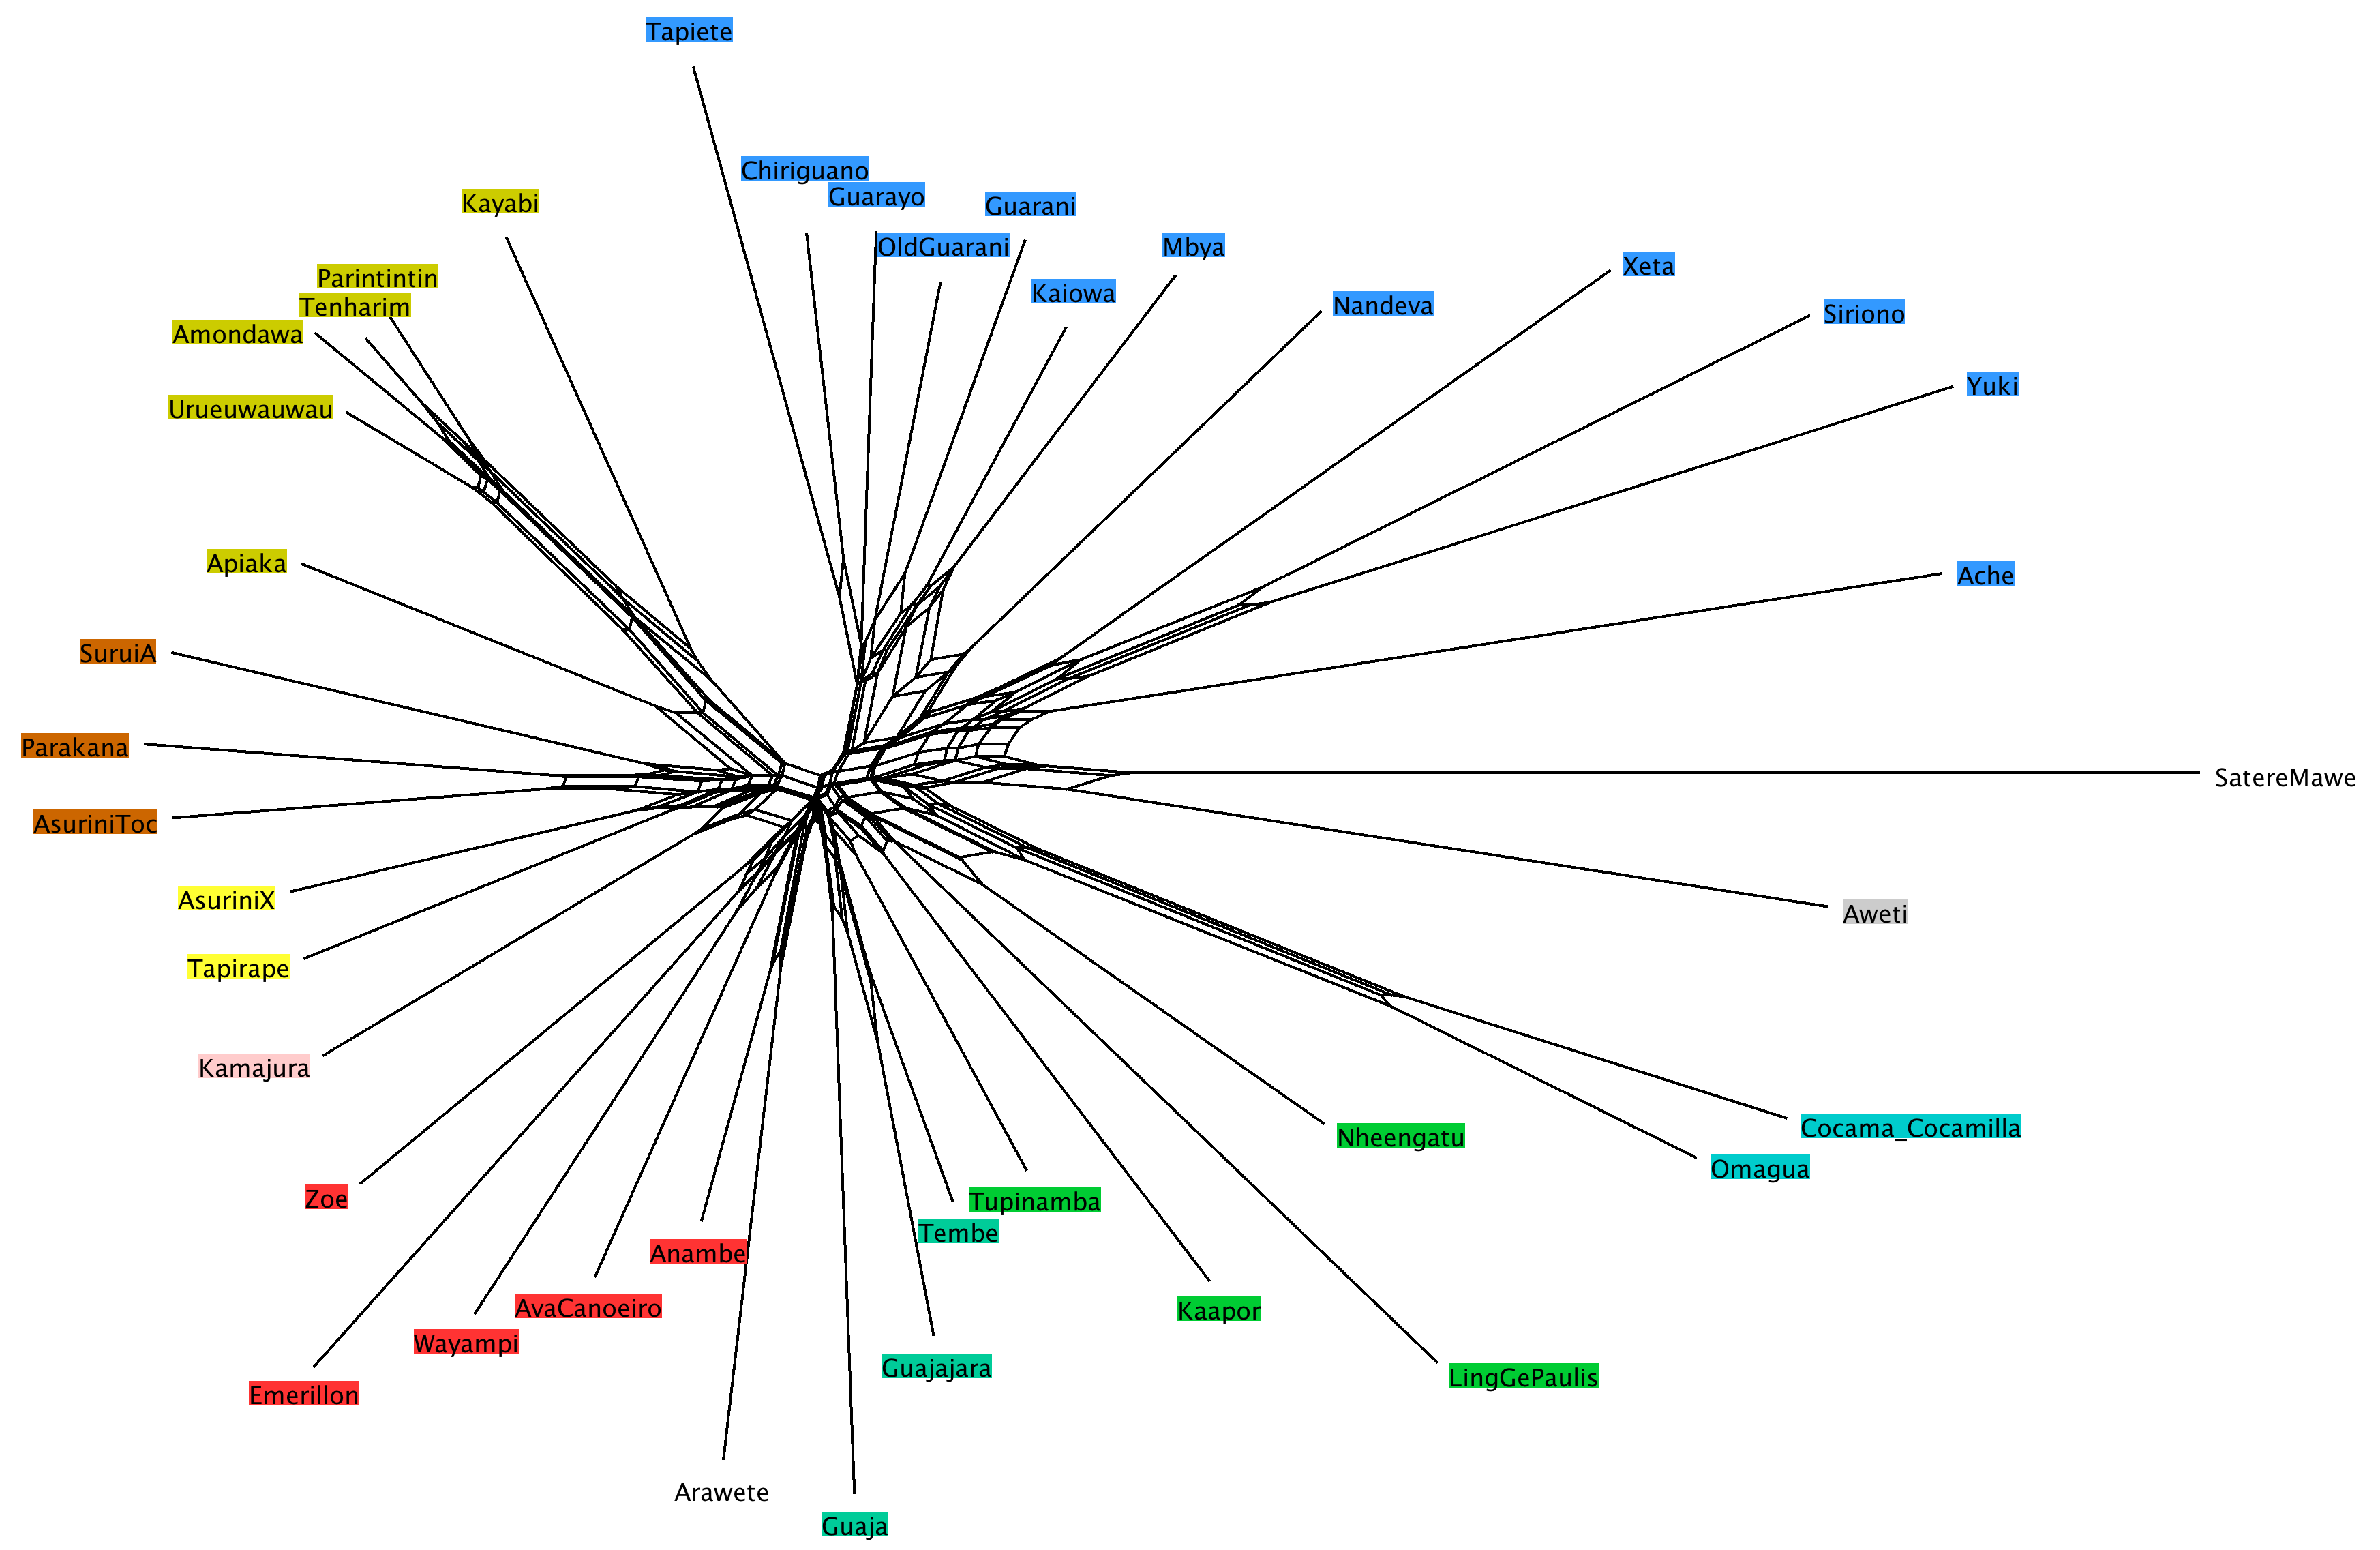 Tapiete
Chiriguano
Guarayo
Kayabi
Guarani
OldGuarani
Mbya
Xeta
Parintintin
Kaiowa
Tenharim
Nandeva
Siriono
Amondawa
Yuki
Urueuwauwau
Apiaka
Ache
SuruiA
Parakana
SatereMawe
AsuriniToc
AsuriniX
Aweti
Tapirape
Kamajura
Cocama_Cocamilla
Nheengatu
Omagua
Zoe
Tupinamba
Tembe
Anambe
AvaCanoeiro
Kaapor
Wayampi
Guajajara
LingGePaulis
Emerillon
Arawete
Guaja